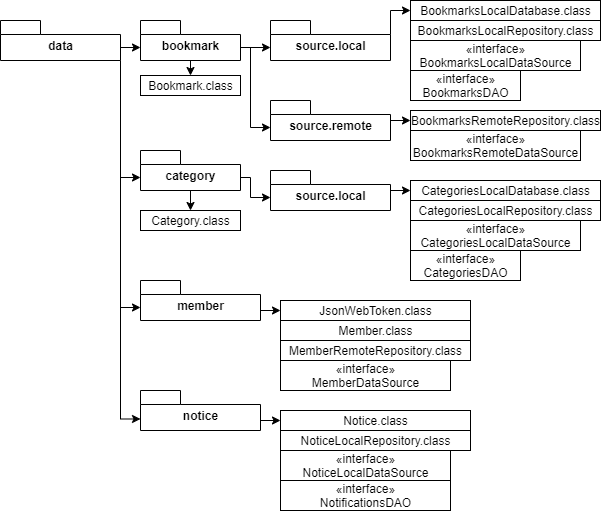 data
bookmark
Bookmark.class
source.local
BookmarksLocalDatabase.class
BookmarksLocalRepository.class
«interface»
BookmarksLocalDataSource
«interface»
BookmarksDAO
source.remote
BookmarksRemoteRepository.class
«interface»
BookmarksRemoteDataSource
category
Category.class
source.local
CategoriesLocalDatabase.class
CategoriesLocalRepository.class
«interface»
CategoriesLocalDataSource
«interface»
CategoriesDAO
member
JsonWebToken.class
Member.class
MemberRemoteRepository.class
«interface»
MemberDataSource
notice
Notice.class
NoticeLocalRepository.class
«interface»
NoticeLocalDataSource
«interface»
NotificationsDAO